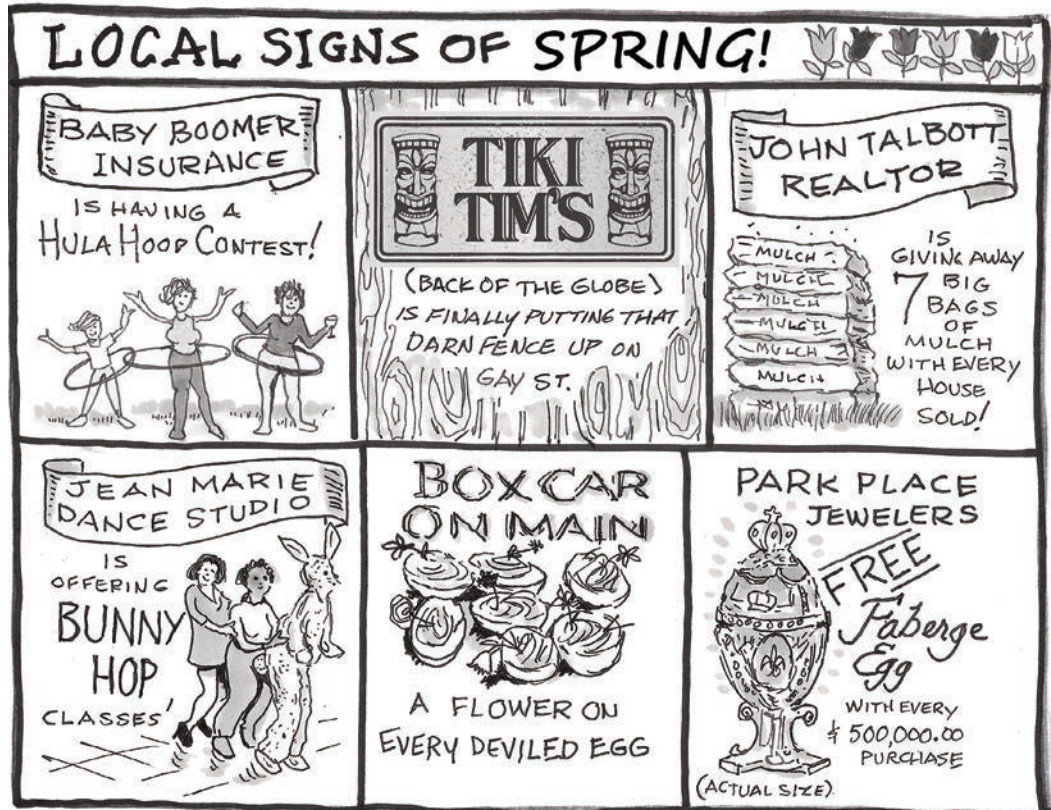 LOCAL SIGNS OF SPRING!
BABY BOOMER
INSURANCE
IS HAVING A
HULA HOOP CONTEST!
TIKI
TIM'S
(BACK OF THE GLOBE)
IS FINALLY PUTTING THAT
DARN FENCE UP ON
GAY ST.
JOHN TALBOTT
REALTOR
MULCH
MULCH
MULCH
MULCH
MULCH
MULCH
IS
GIVING AWAY
7 BIG
BAGS
OF
MULCH
WITH EVERY
HOUSE
SOLD!
JEAN MARIE
DANCE STUDIO
IS
OFFERING
BUNNY
HOP
CLASSES
BOXCAR
ON MAIN
A FLOWER ON
EVERY DEVILED EGG
PARK PLACE
JEWELERS
FREE
Faberge
Egg
WITH EVERY
$ 500,000.00
PURCHASE
(ACTUAL SIZE)